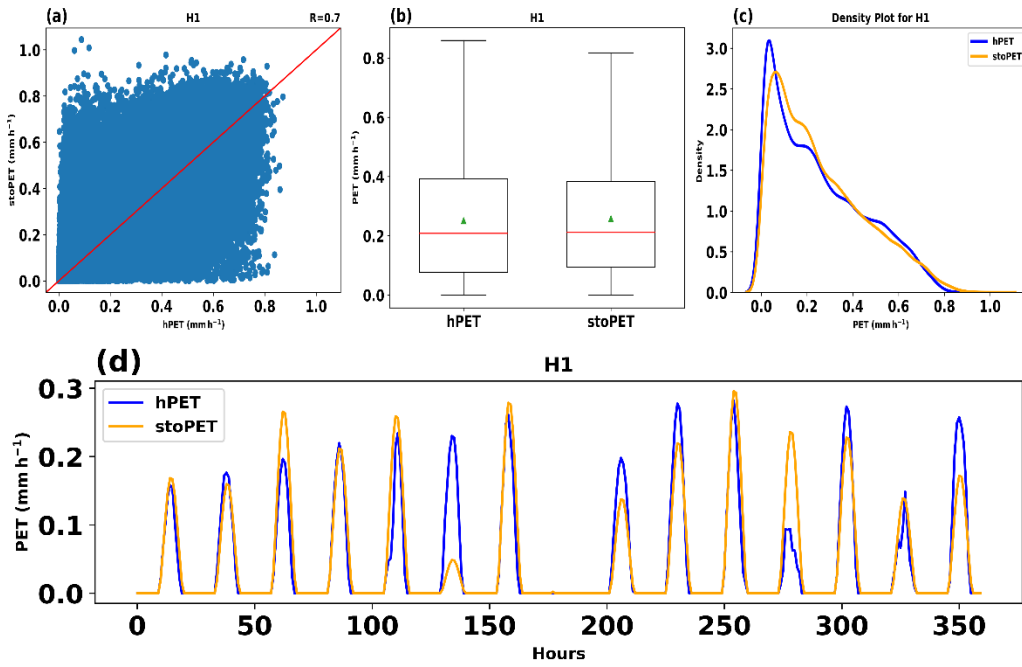 (a) H1 R=0.7
1.0
0.8
0.6
0.4
0.2
0.0
stoPET (mm h⁻¹)
0.0 0.2 0.4 0.6 0.8 1.0
hPET (mm h⁻¹)
(b) H1
0.8
0.6
0.4
0.2
0.0
PET (mm h⁻¹)
hPET stoPET
(c) Density Plot for H1
hPET
stoPET
3.0
2.5
2.0
1.5
1.0
0.5
0.0
Density
0.0 0.2 0.4 0.6 0.8 1.0
PET (mm h⁻¹)
(d) H1
hPET
stoPET
0.3
0.2
0.1
0.0
PET (mm h⁻¹)
0 50 100 150 200 250 300 350
Hours